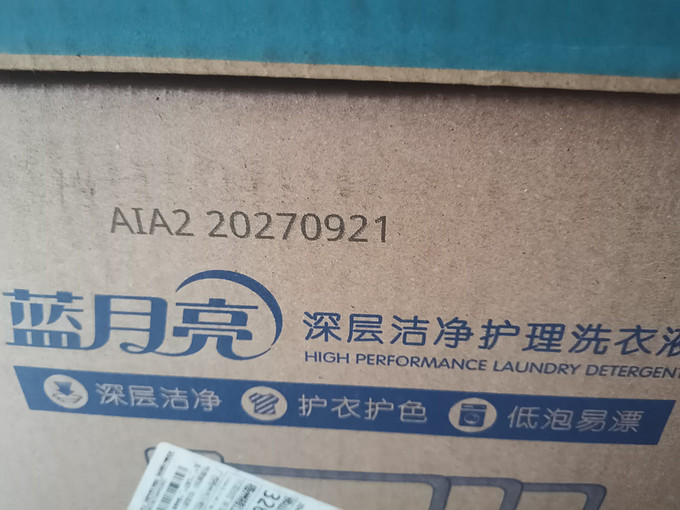 AIA2 20270921
蓝月亮
深层洁净护理洗衣液
HIGH PERFORMANCE LAUNDRY DETERGENT
深层洁净 护衣护色 低泡易漂